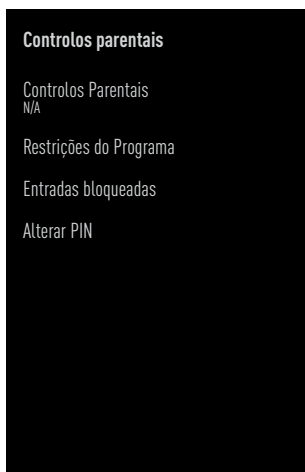 Controlos parentais
Controlos Parentais
N/A
Restrições do Programa
Entradas bloqueadas
Alterar PIN